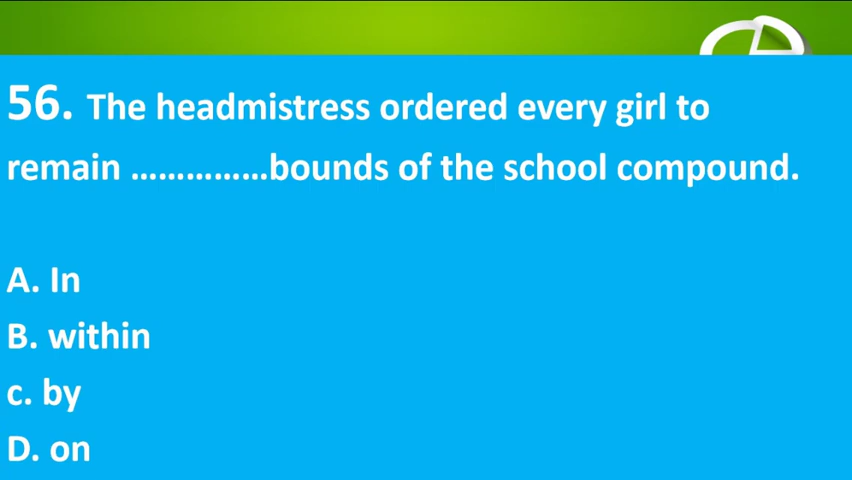 56. The headmistress ordered every girl to
remain ...............bounds of the school compound.
A. In
B. within
c. by
D. on